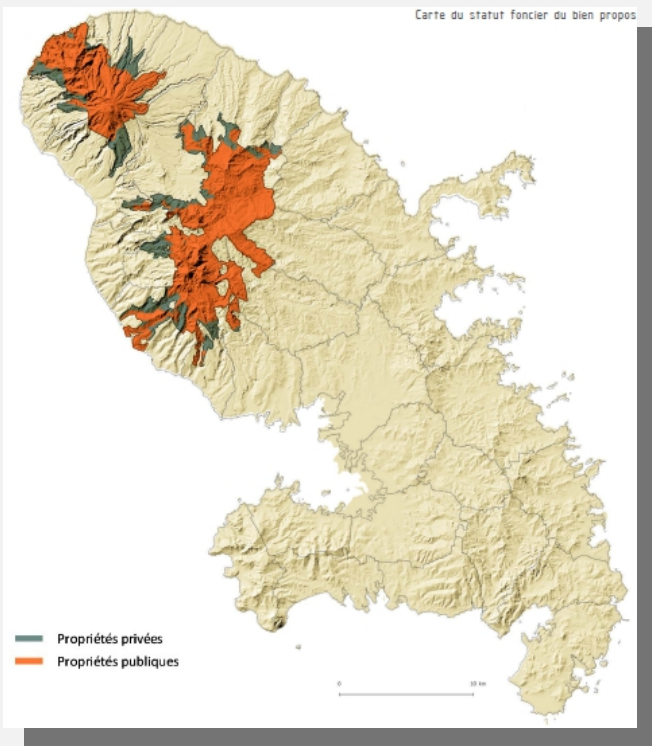 Carte du statut foncier du bien propos
Propriétés privées
Propriétés publiques
0 10 km